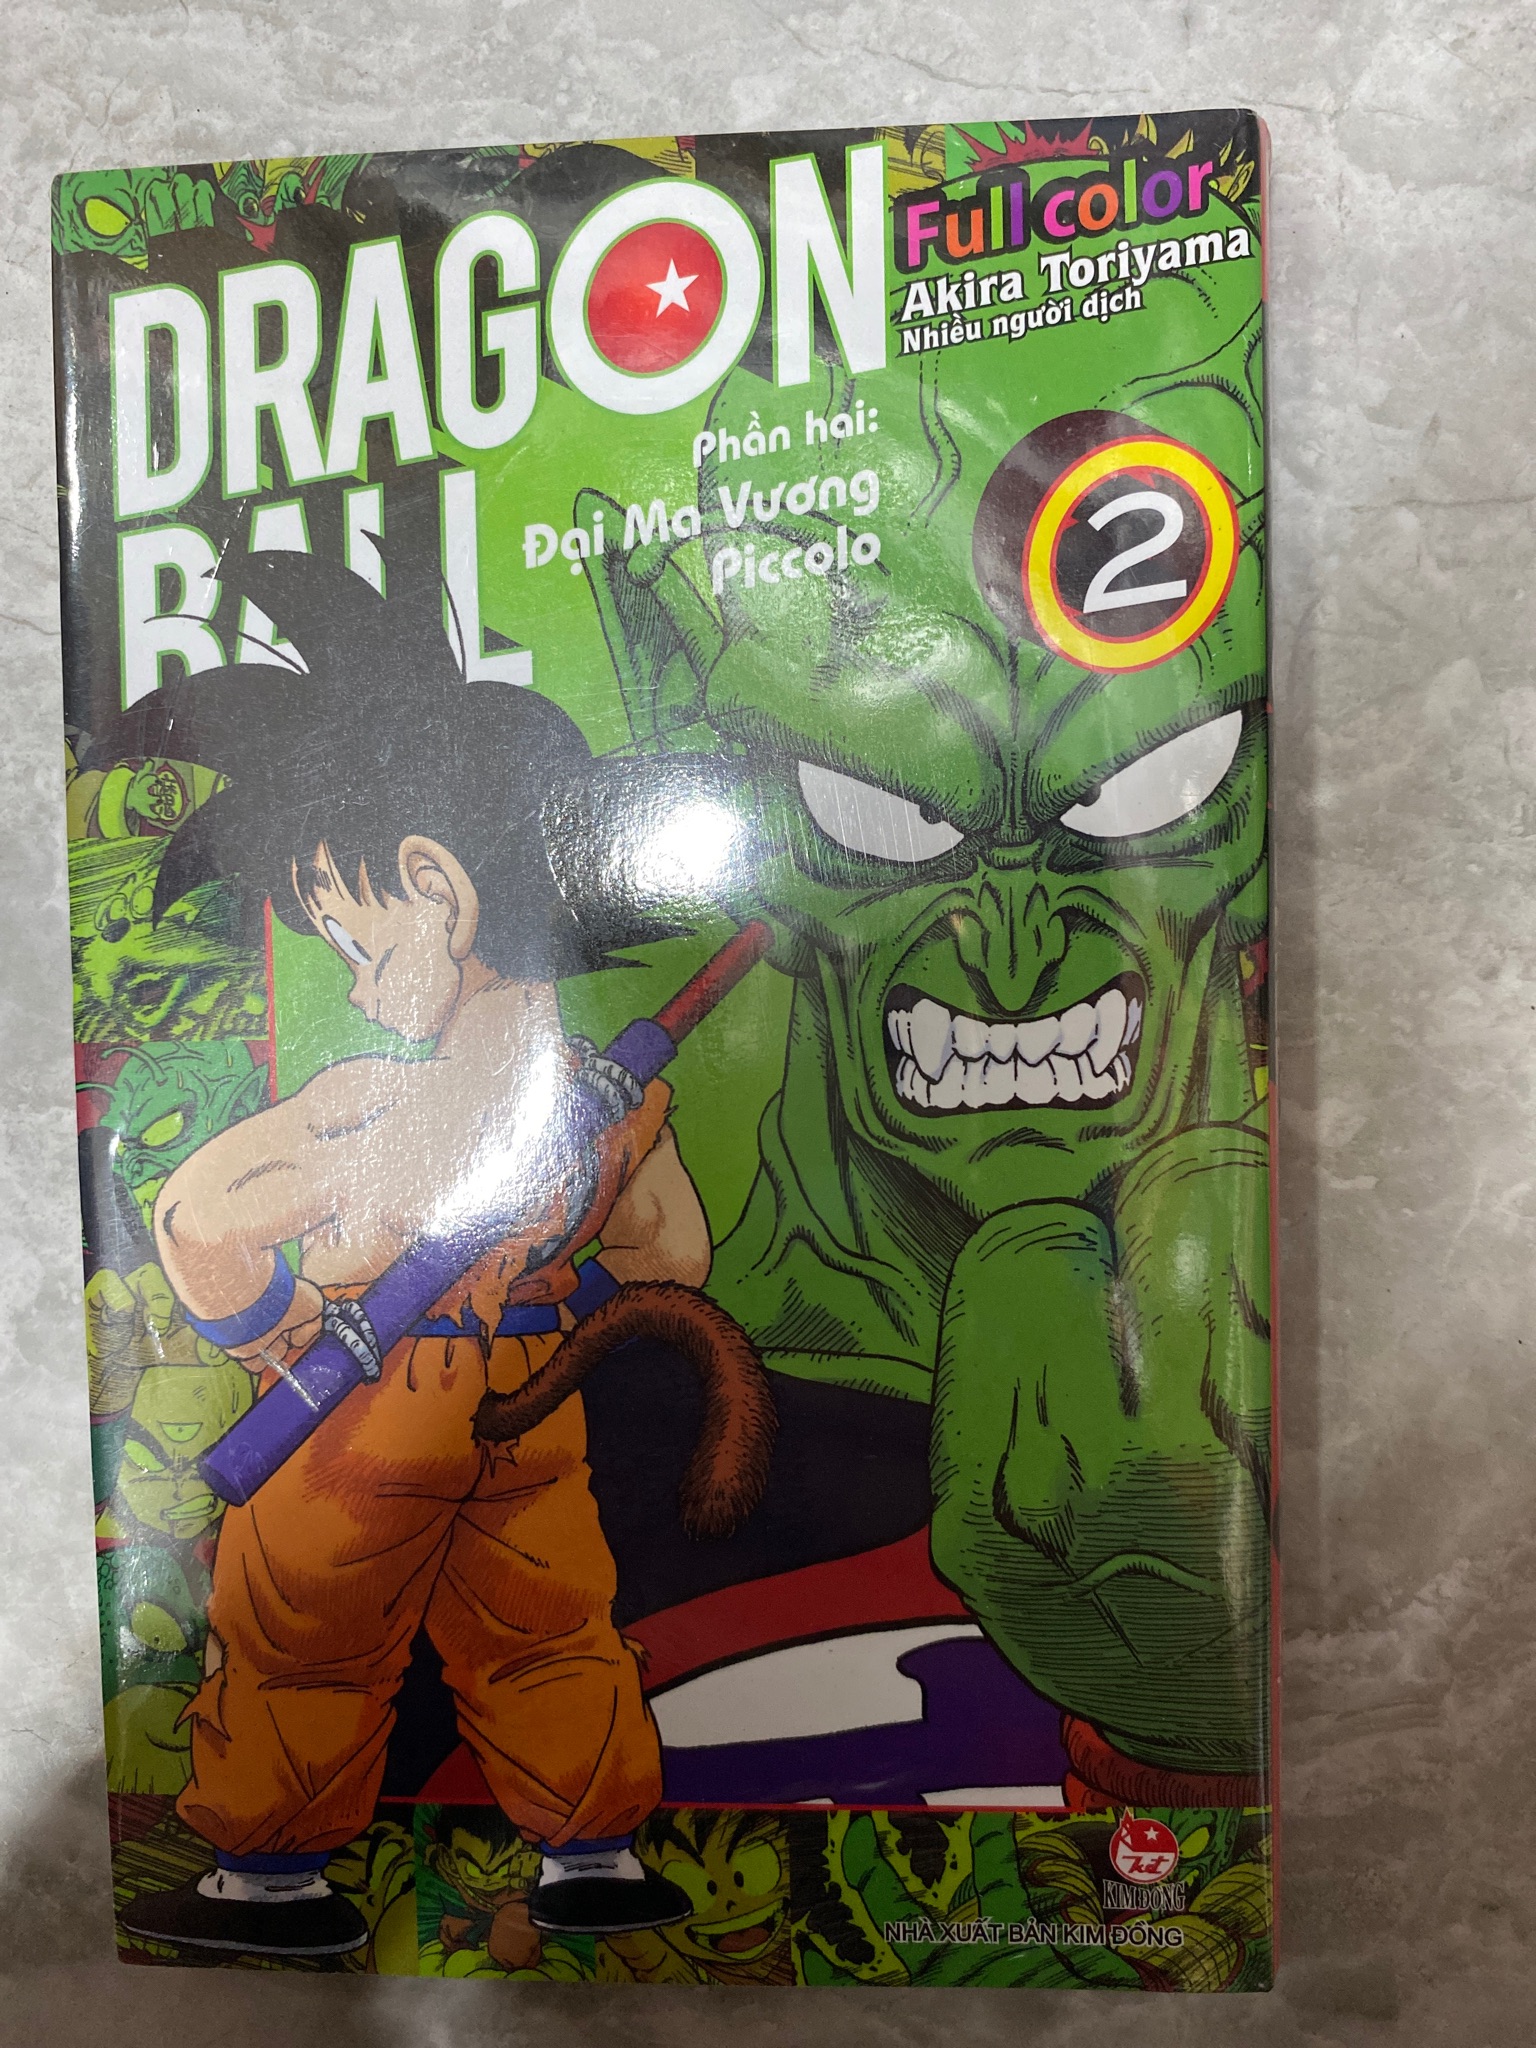 DRAGON
BALL
Full color
Akira Toriyama
Nhiều người dịch
Phần hai:
Đại Ma Vương
Piccolo
2
KIM ĐỒNG
NHÀ XUẤT BẢN KIM ĐỒNG